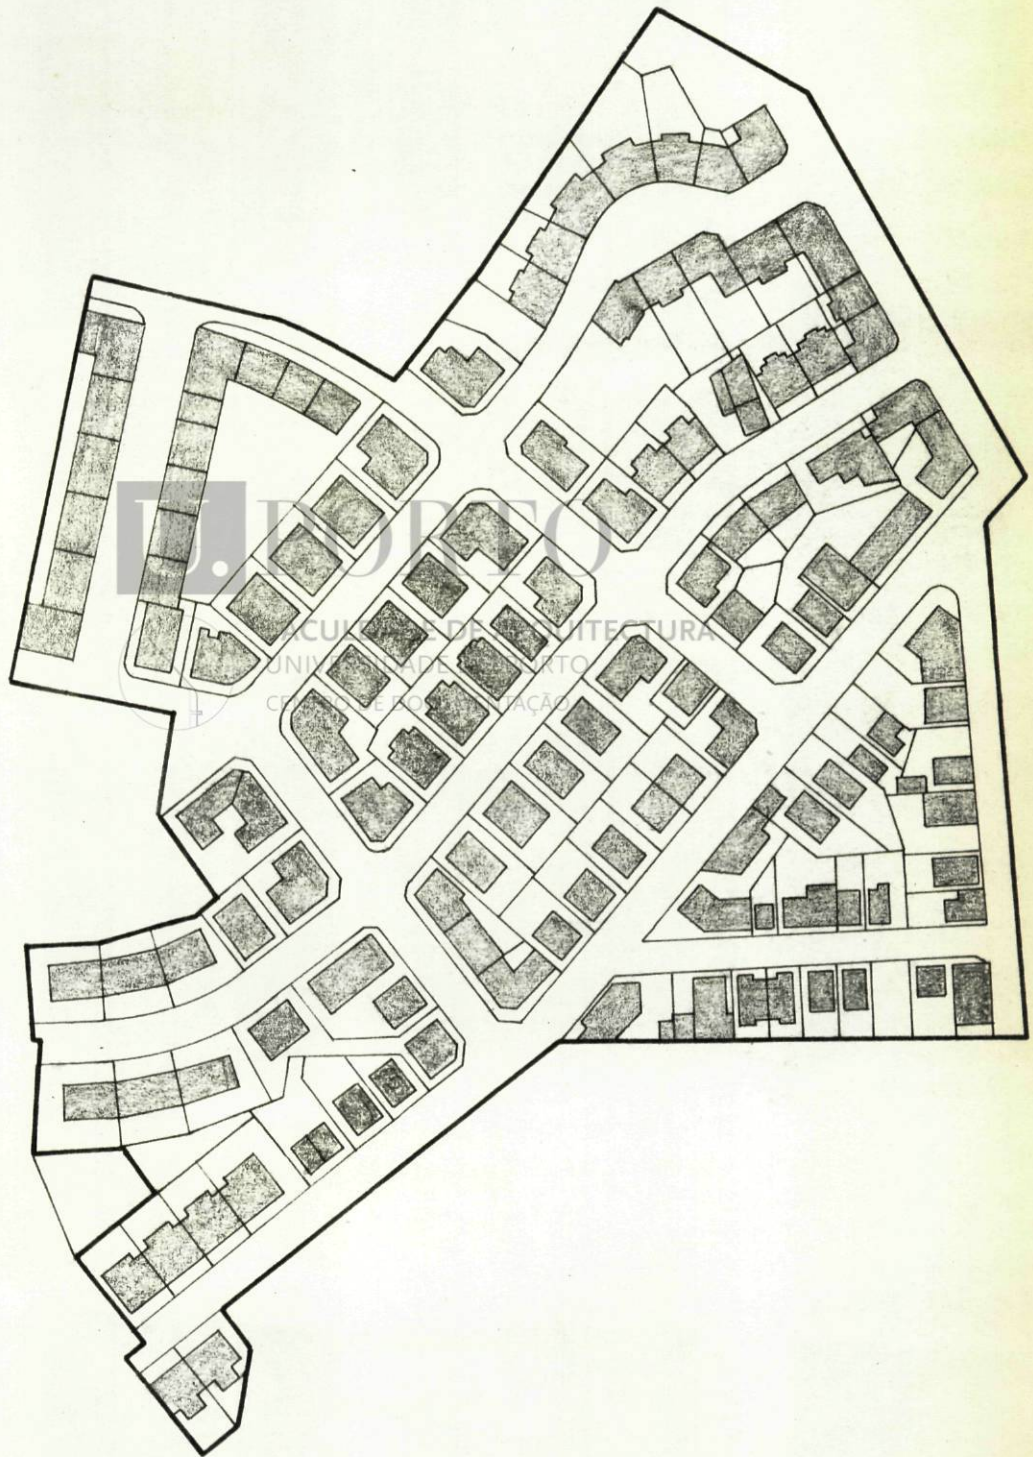 U. PORTO
FACULDADE DE ARQUITECTURA
UNIVERSIDADE DO PORTO
CENTRO DE DOCUMENTAÇÃO